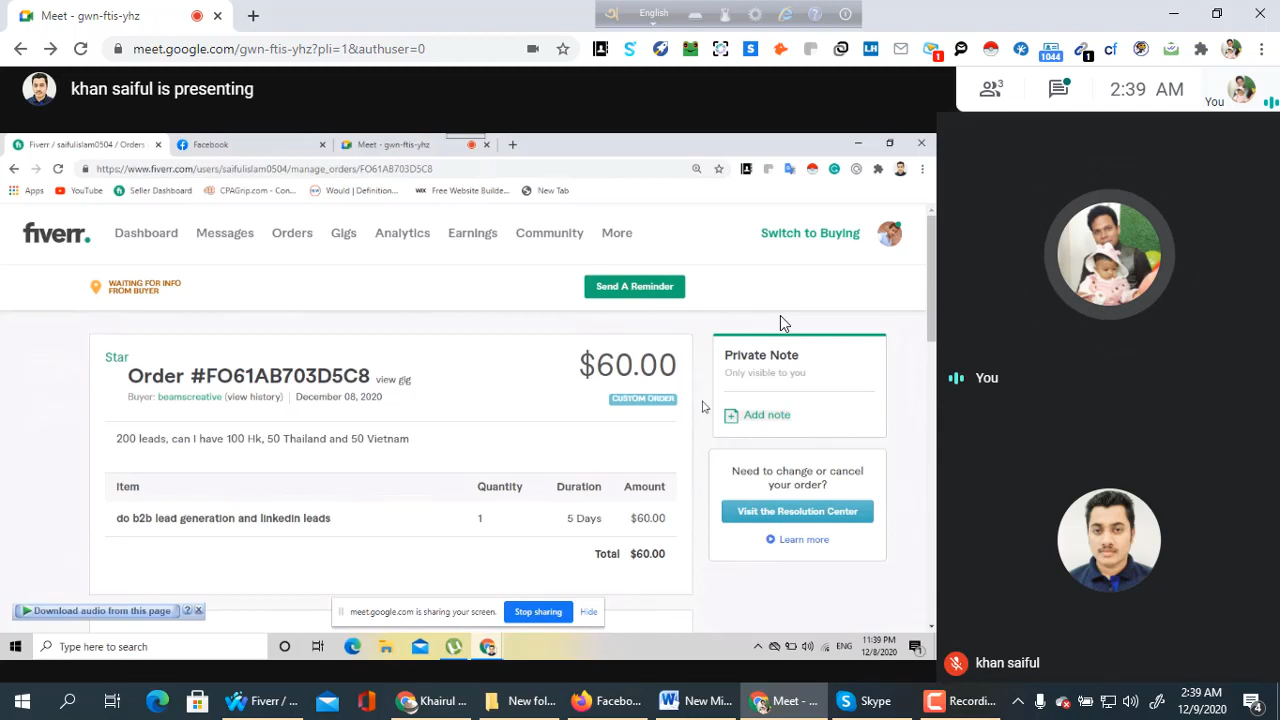 Meet - gwn-ftis-yhz
English
meet.google.com/gwn-ftis-yhz?pli=1&authuser=0
1
1044
1
khan saiful is presenting
3
2:39 AM
You
Fiverr / saifulislam0504 / Orders
Facebook
Meet - gwn-ftis-yhz
https://www.fiverr.com/users/saifulislam0504/manage_orders/FO61AB703D5C8
Apps
YouTube
Seller Dashboard
CPAGrip.com - Con...
Would | Definition...
Free Website Builde...
New Tab
fiverr.
Dashboard
Messages
Orders
Gigs
Analytics
Earnings
Community
More
Switch to Buying
WAITING FOR INFO
FROM BUYER
Send A Reminder
Star
Order #FO61AB703D5C8 view gig
$60.00
Buyer: beamscreative (view history) | December 08, 2020
CUSTOM ORDER
200 leads, can I have 100 Hk, 50 Thailand and 50 Vietnam
Item Quantity Duration Amount
do b2b lead generation and linkedin leads 1 5 Days $60.00
Total $60.00
Private Note
Only visible to you
Add note
Need to change or cancel
your order?
Visit the Resolution Center
Learn more
You
khan saiful
Download audio from this page
meet.google.com is sharing your screen.
Stop sharing
Hide
Type here to search
ENG
11:39 PM
12/8/2020
1
Fiverr / ...
Khairul ...
New fol...
Facebo...
New Mi...
Meet - ...
Skype
Recordi...
2:39 AM
12/9/2020
4